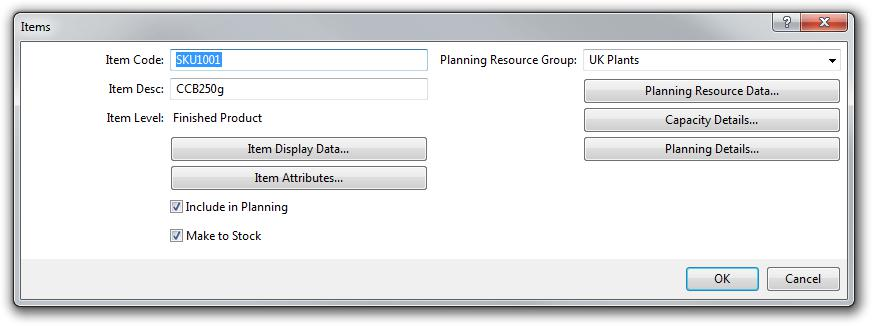 Items
Item Code: SKU1001
Planning Resource Group: UK Plants
Item Desc: CCB250g
Planning Resource Data...
Item Level: Finished Product
Capacity Details...
Item Display Data...
Planning Details...
Item Attributes...
Include in Planning
Make to Stock
OK
Cancel